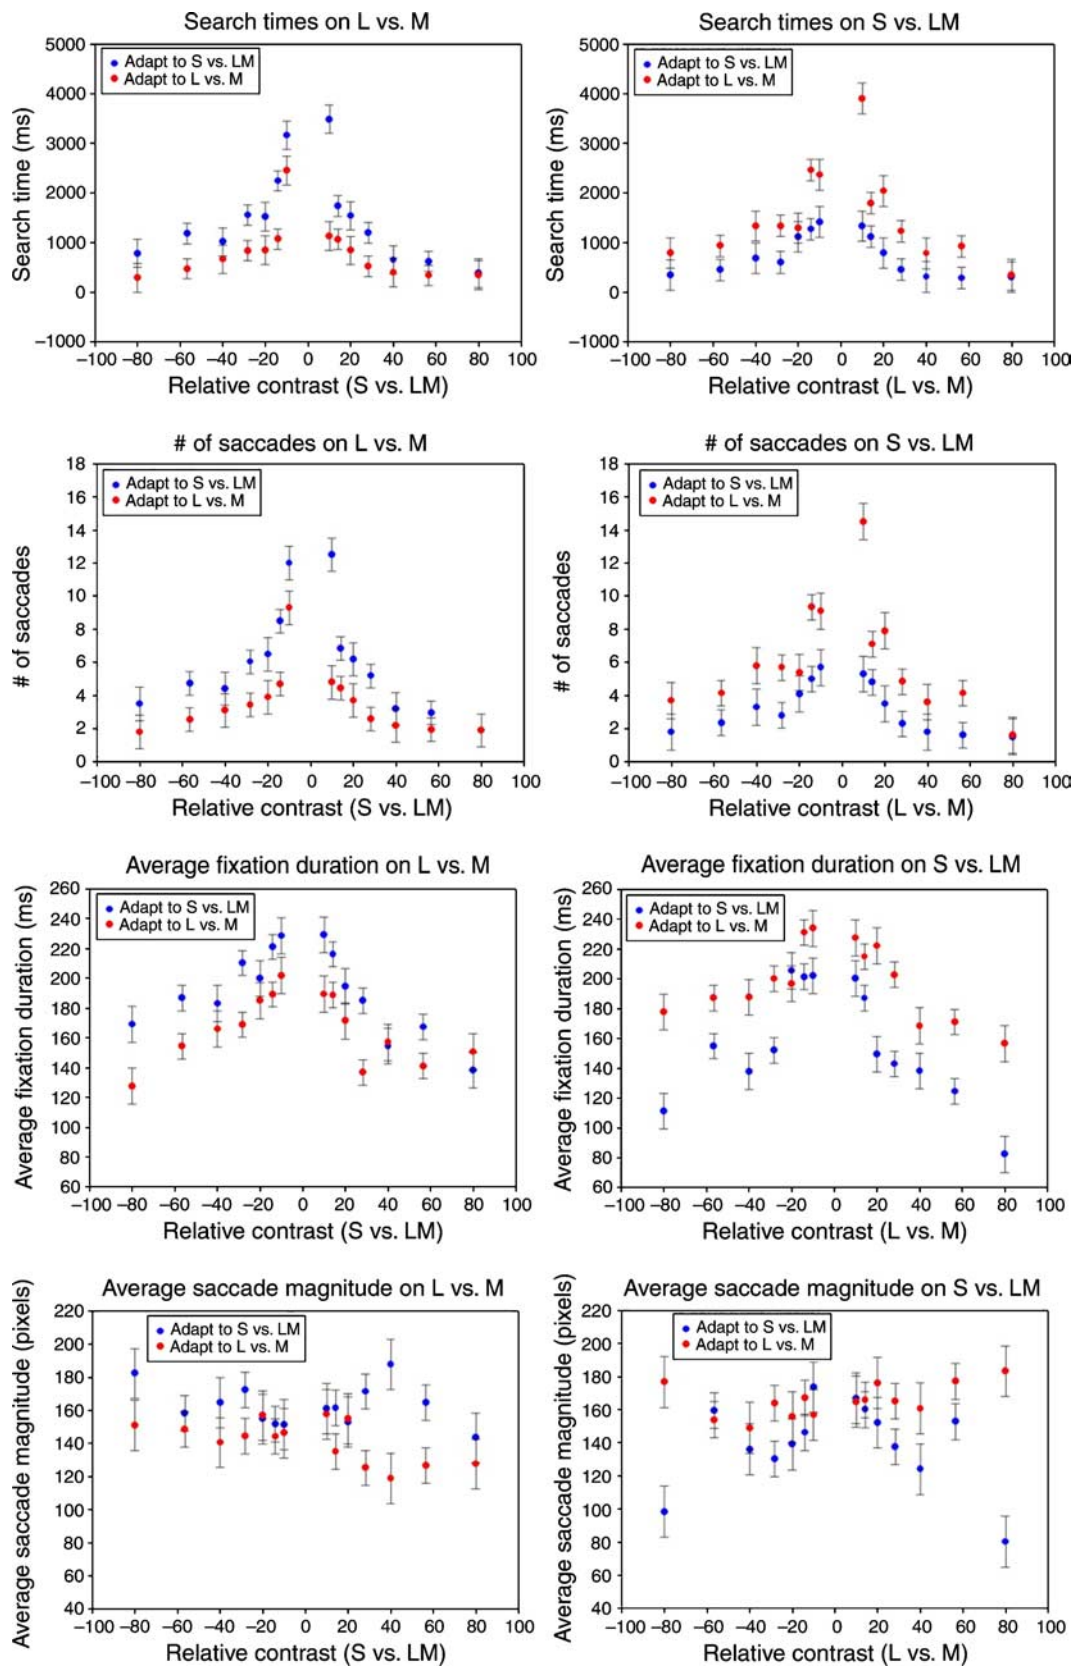 Search times on L vs. M
Search time (ms)
5000
4000
3000
2000
1000
0
−1000
Adapt to S vs. LM
Adapt to L vs. M
−100 −80 −60 −40 −20 0 20 40 60 80 100
Relative contrast (S vs. LM)
Search times on S vs. LM
Search time (ms)
5000
4000
3000
2000
1000
0
−1000
Adapt to S vs. LM
Adapt to L vs. M
−100 −80 −60 −40 −20 0 20 40 60 80 100
Relative contrast (L vs. M)
# of saccades on L vs. M
# of saccades
18
16
14
12
10
8
6
4
2
0
Adapt to S vs. LM
Adapt to L vs. M
−100 −80 −60 −40 −20 0 20 40 60 80 100
Relative contrast (S vs. LM)
# of saccades on S vs. LM
# of saccades
18
16
14
12
10
8
6
4
2
0
Adapt to S vs. LM
Adapt to L vs. M
−100 −80 −60 −40 −20 0 20 40 60 80 100
Relative contrast (L vs. M)
Average fixation duration on L vs. M
Average fixation duration (ms)
260
240
220
200
180
160
140
120
100
80
60
Adapt to S vs. LM
Adapt to L vs. M
−100 −80 −60 −40 −20 0 20 40 60 80 100
Relative contrast (S vs. LM)
Average fixation duration on S vs. LM
Average fixation duration (ms)
260
240
220
200
180
160
140
120
100
80
60
Adapt to S vs. LM
Adapt to L vs. M
−100 −80 −60 −40 −20 0 20 40 60 80 100
Relative contrast (L vs. M)
Average saccade magnitude on L vs. M
Average saccade magnitude (pixels)
220
200
180
160
140
120
100
80
60
40
Adapt to S vs. LM
Adapt to L vs. M
−100 −80 −60 −40 −20 0 20 40 60 80 100
Relative contrast (S vs. LM)
Average saccade magnitude on S vs. LM
Average saccade magnitude (pixels)
220
200
180
160
140
120
100
80
60
40
Adapt to S vs. LM
Adapt to L vs. M
−100 −80 −60 −40 −20 0 20 40 60 80 100
Relative contrast (L vs. M)